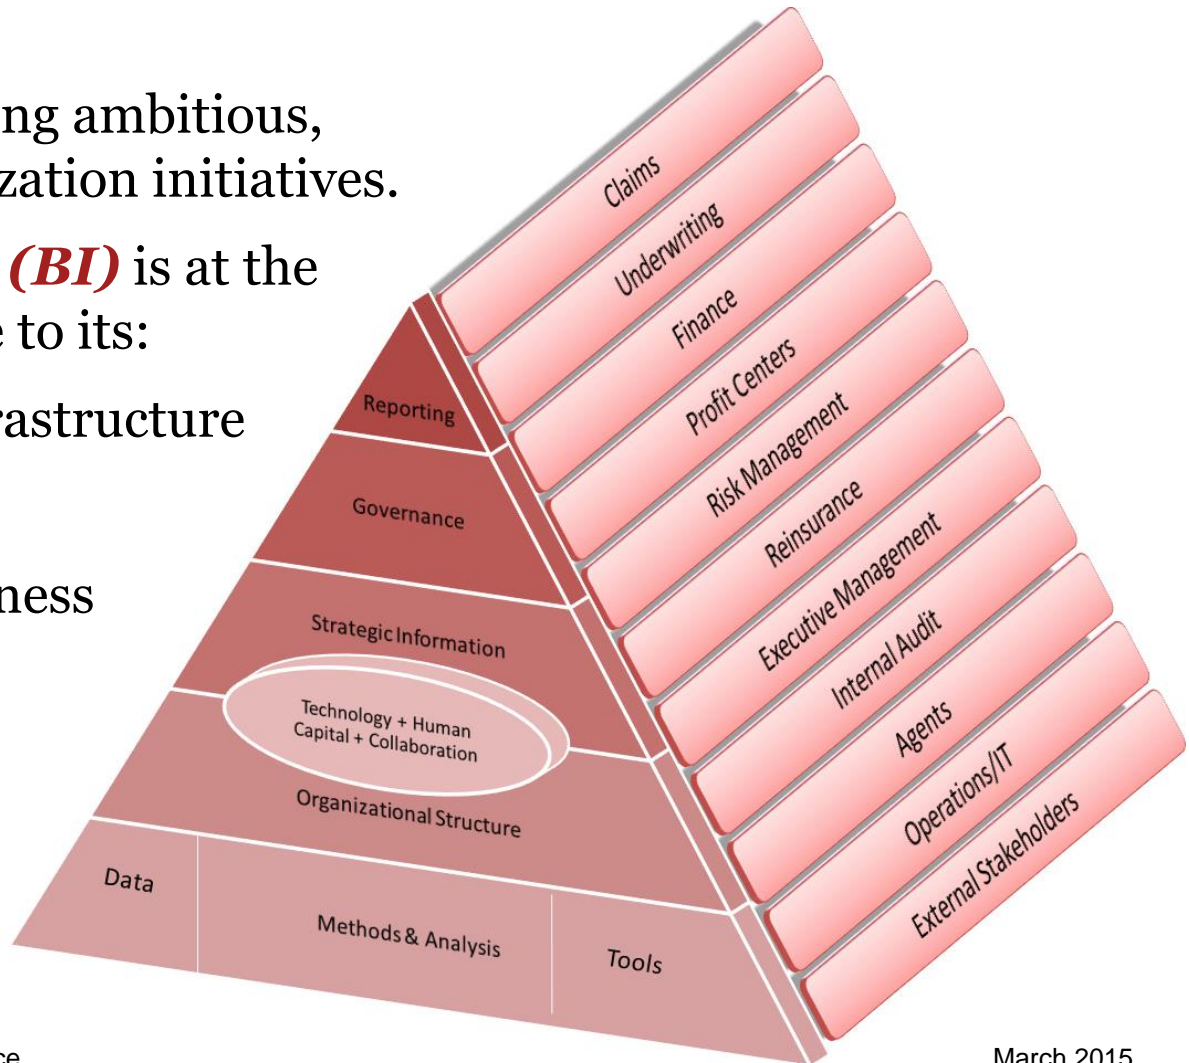 ng ambitious,
zation initiatives.
(BI) is at the
e to its:
rastructure
ness
Reporting
Governance
Strategic Information
Technology + Human
Capital + Collaboration
Organizational Structure
Data
Methods & Analysis
Tools
Claims
Underwriting
Finance
Profit Centers
Risk Management
Reinsurance
Executive Management
Internal Audit
Agents
Operations/IT
External Stakeholders
ce
March 2015